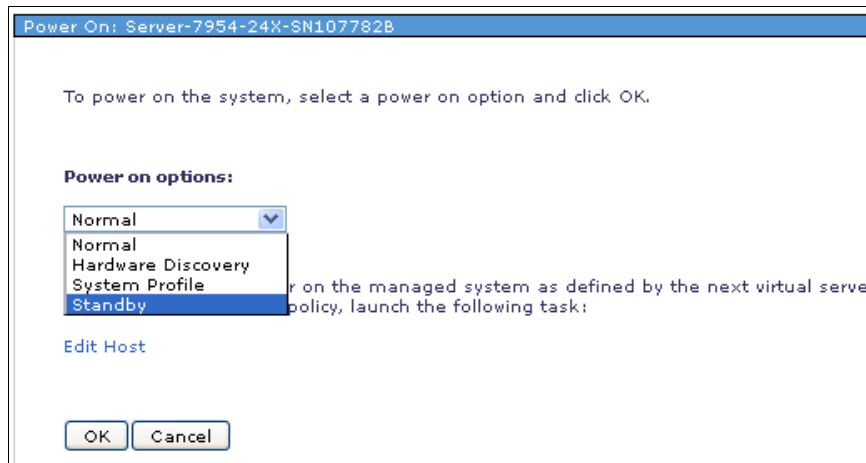 Power On: Server-7954-24X-SN107782B
To power on the system, select a power on option and click OK.
Power on options:
Normal
Normal
Hardware Discovery
System Profile
Standby
on the managed system as defined by the next virtual
policy, launch the following task:
Edit Host
OK
Cancel